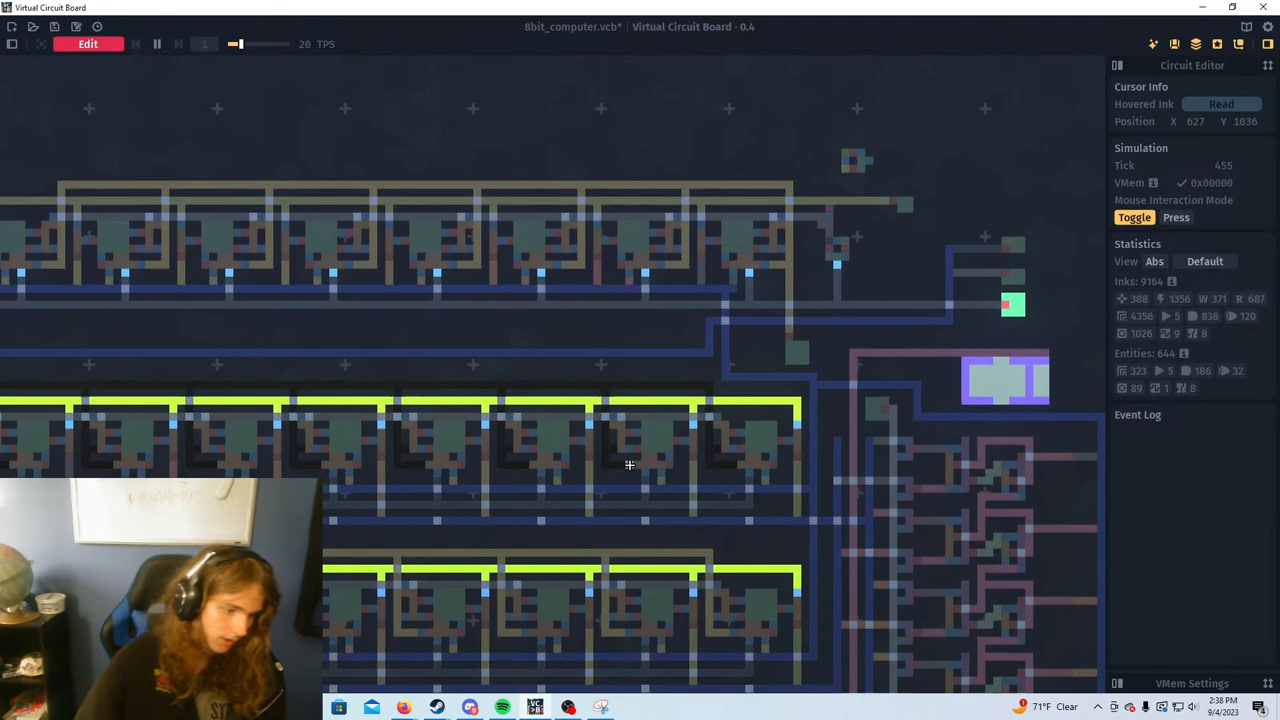 Virtual Circuit Board
8bit_computer.vcb* | Virtual Circuit Board - 0.4
Edit
1
20 TPS
Circuit Editor
Cursor Info
Hovered Ink Read
Position X 627 Y 1036
Simulation
Tick 455
VMem 0x00000
Mouse Interaction Mode
Toggle Press
Statistics
View Abs Default
Inks: 9164
388 1356 W 371 R 687
4356 5 838 120
1026 9 8
Entities: 644
323 5 186 32
89 1 8
Event Log
VMem Settings
71°F Clear
2:38 PM
9/4/2023